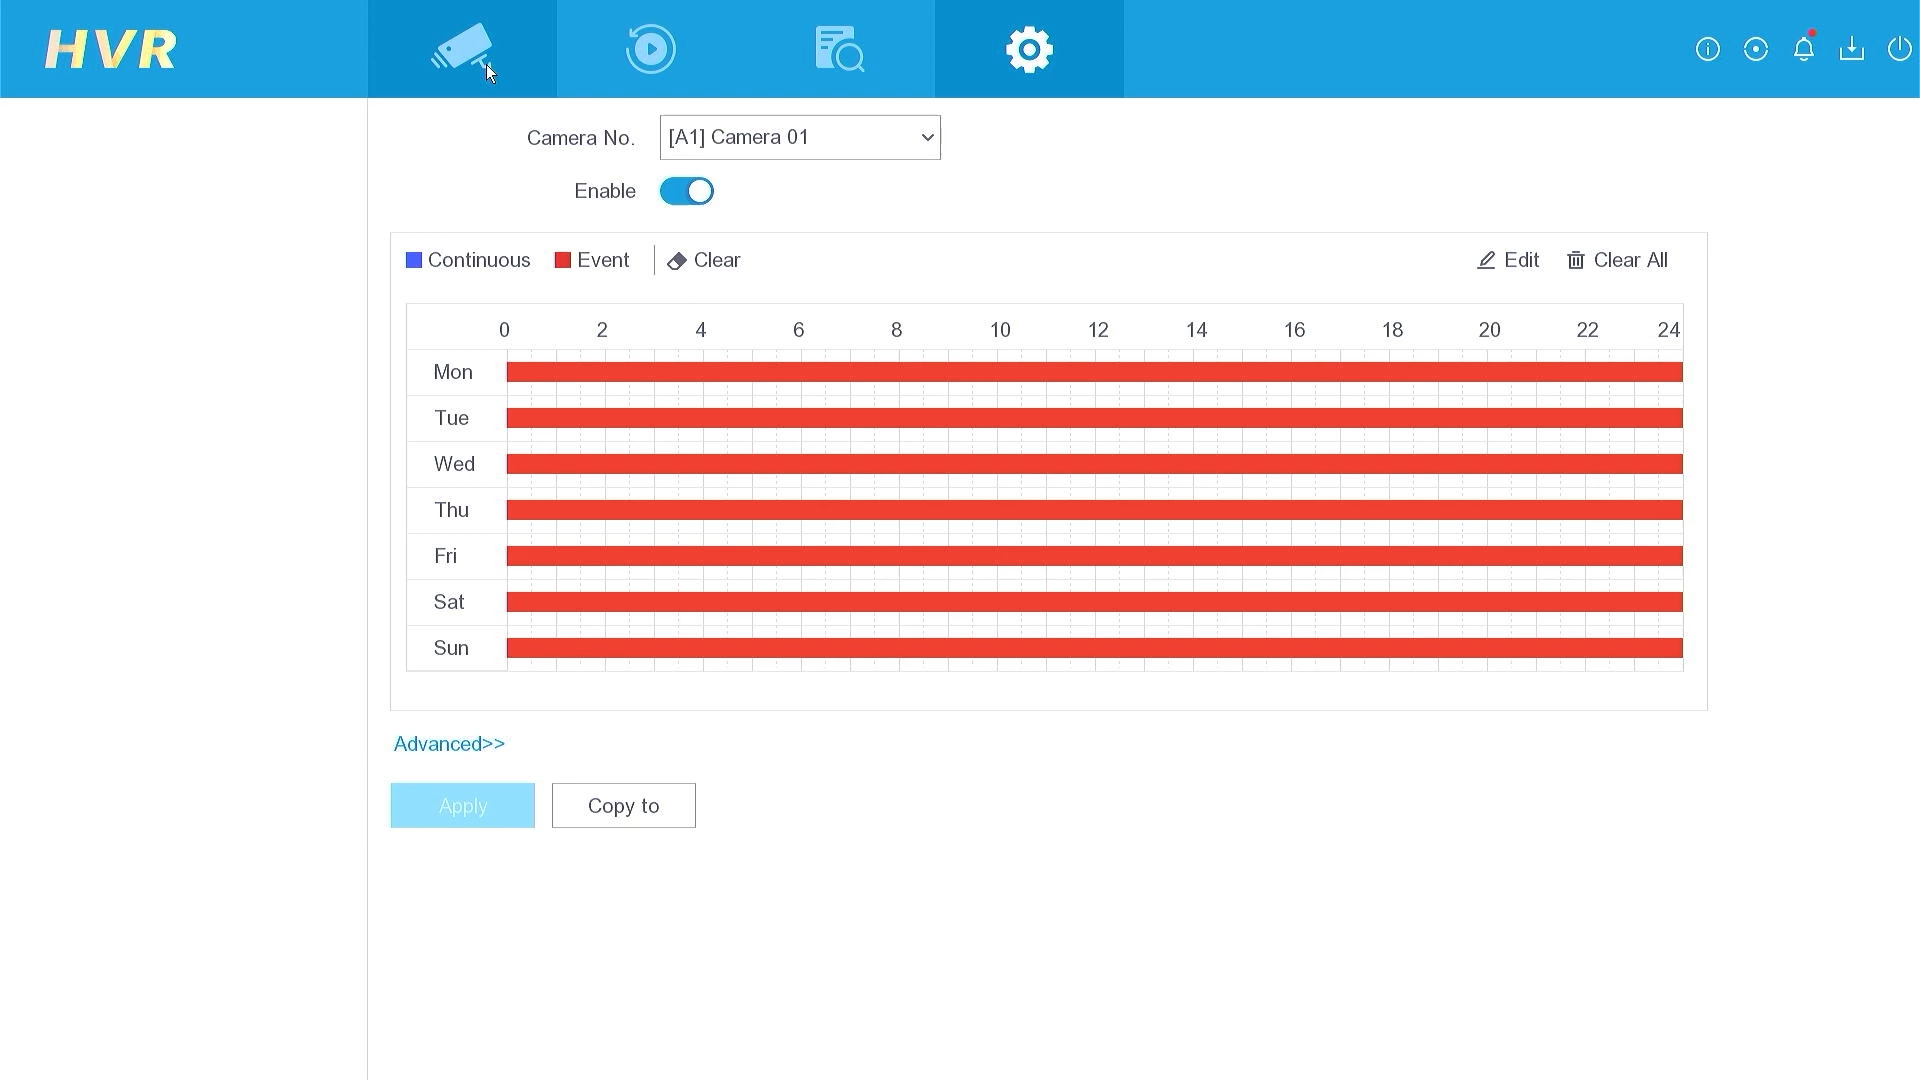 HVR
Camera No. [A1] Camera 01
Enable
Continuous Event Clear Edit Clear All
0 2 4 6 8 10 12 14 16 18 20 22 24
Mon
Tue
Wed
Thu
Fri
Sat
Sun
Advanced>>
Apply Copy to